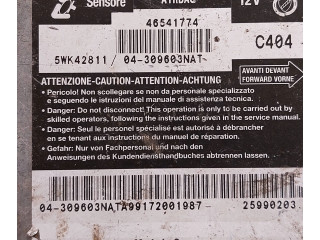 Sensore AIRBAG 12V
46541774
5WK42811 / 04-309603NAT
C404
ATTENZIONE-CAUTION-ATTENTION-ACHTUNG
AVANTI DEVANT
FORWARD VORNE
• Pericolo! Non scollegare se non da personale specializzato
e seguendo le istruzioni del manuale di assistenza tecnica.
• Danger: Do not disconnect! This operation is only to be carried out by
skilled operators, following the instructions given in the service manual.
• Danger: Seul le personel spécialisé est autorisé à débrancher
en se tenant aux instructions du manuel de réparation.
• Gefahr: Nur von Fachpersonal und nach den
Anweisungen des Kundendiensthandbuches abtrennen lassen.
04-309603NATA99172001987 - 25990203.